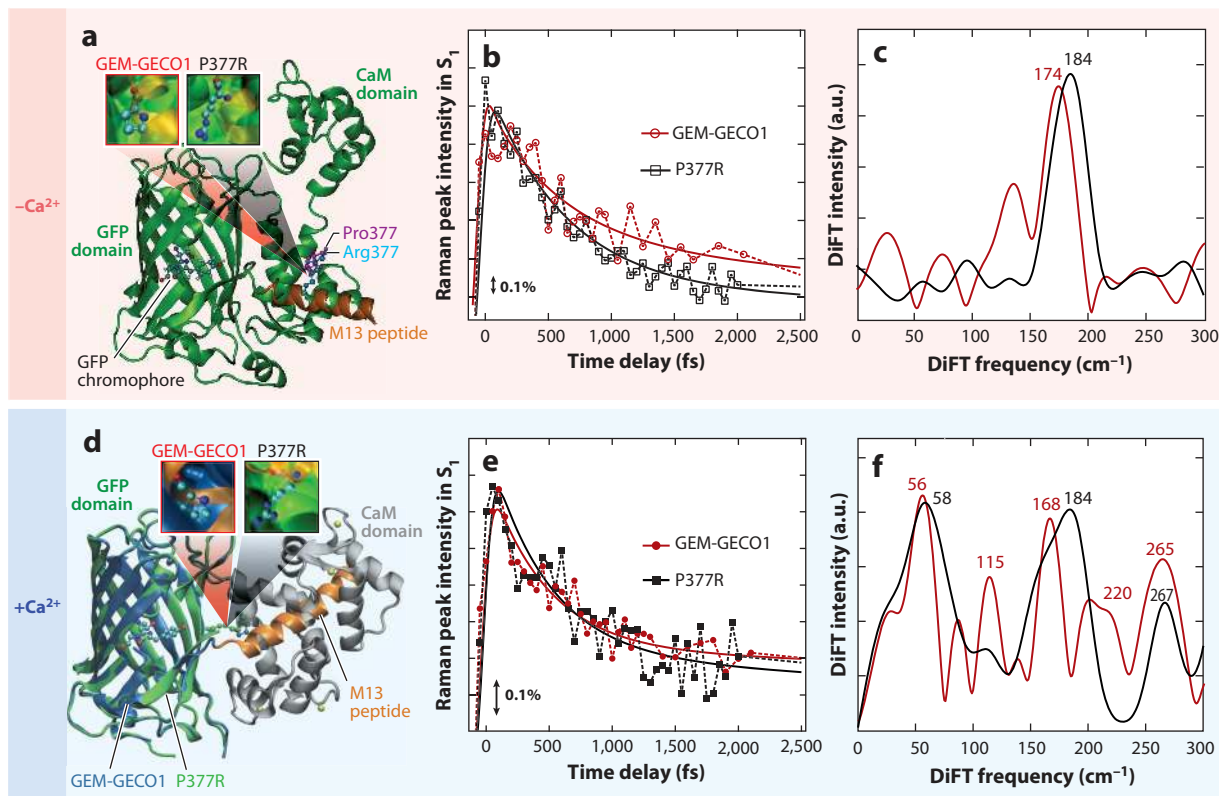 −Ca²⁺
a
GEM-GECO1 P377R
CaM
domain
GFP
domain
Pro377
Arg377
M13 peptide
GFP
chromophore
b
Raman peak intensity in S₁
GEM-GECO1
P377R
0.1%
0 500 1,000 1,500 2,000 2,500
Time delay (fs)
c
DiFT intensity (a.u.)
174
184
0 50 100 150 200 250 300
DiFT frequency (cm⁻¹)
+Ca²⁺
d
GEM-GECO1 P377R
GFP
domain
CaM
domain
M13
peptide
GEM-GECO1 P377R
e
Raman peak intensity in S₁
GEM-GECO1
P377R
0.1%
0 500 1,000 1,500 2,000 2,500
Time delay (fs)
f
DiFT intensity (a.u.)
56
58
115
168
184
220
265
267
0 50 100 150 200 250 300
DiFT frequency (cm⁻¹)